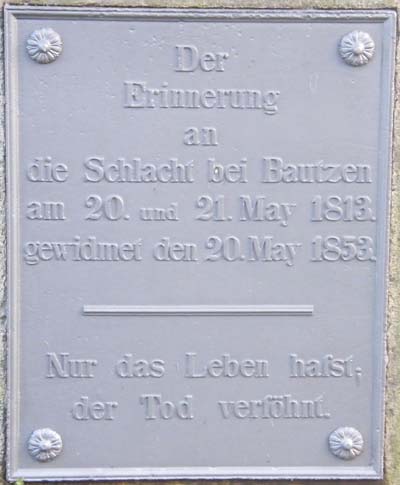 Der
Erinnerung
an
die Schlacht bei Bautzen
am 20. und 21. May 1813.
gewidmet den 20. May 1853.
Nur das Leben haſst,
der Tod verſöhnt.